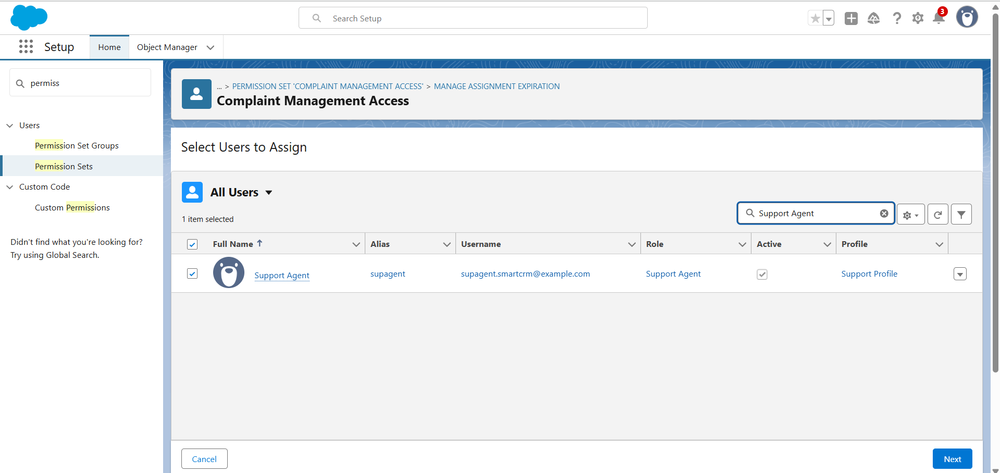 Search Setup
3
Setup
Home
Object Manager
permiss
Users
Permission Set Groups
Permission Sets
Custom Code
Custom Permissions
Didn't find what you're looking for?
Try using Global Search.
... > PERMISSION SET 'COMPLAINT MANAGEMENT ACCESS' > MANAGE ASSIGNMENT EXPIRATION
Complaint Management Access
Select Users to Assign
All Users
1 item selected
Support Agent
Full Name Alias Username Role Active Profile
Support Agent supagent supagent.smartcrm@example.com Support Agent Support Profile
Cancel
Next